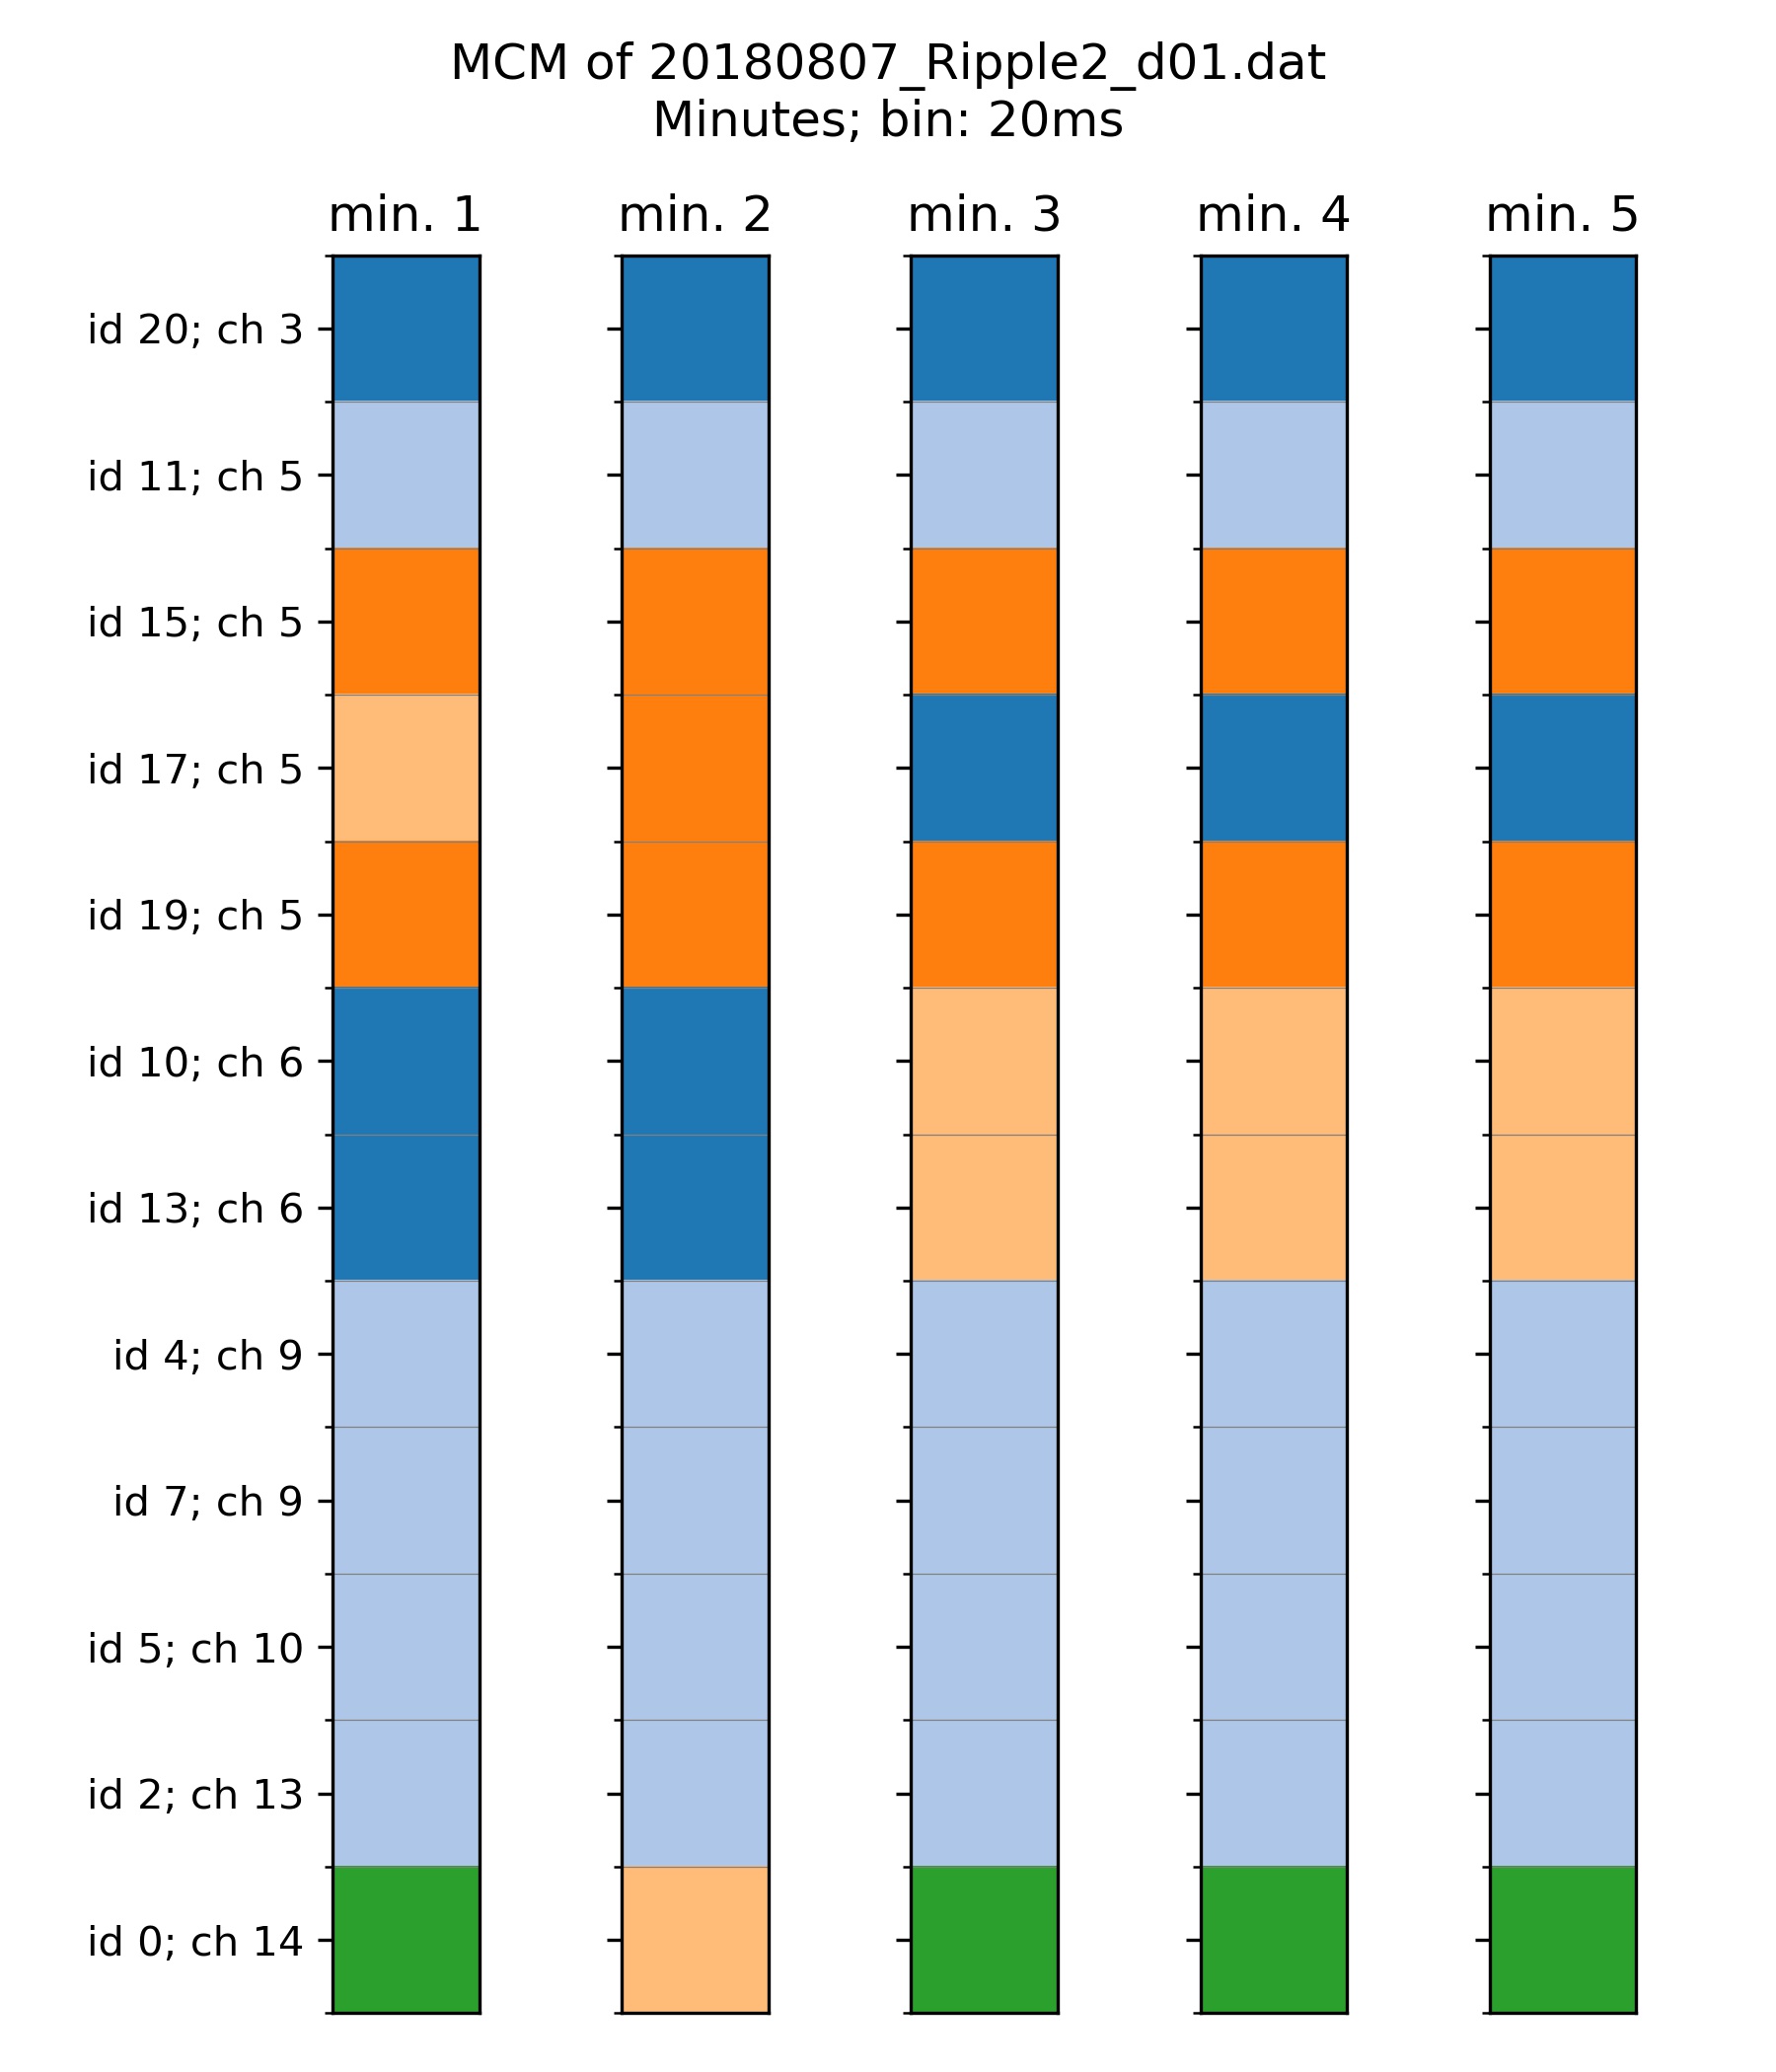 MCM of 20180807_Ripple2_d01.dat
Minutes; bin: 20ms
min. 1 min. 2 min. 3 min. 4 min. 5
id 20; ch 3
id 11; ch 5
id 15; ch 5
id 17; ch 5
id 19; ch 5
id 10; ch 6
id 13; ch 6
id 4; ch 9
id 7; ch 9
id 5; ch 10
id 2; ch 13
id 0; ch 14